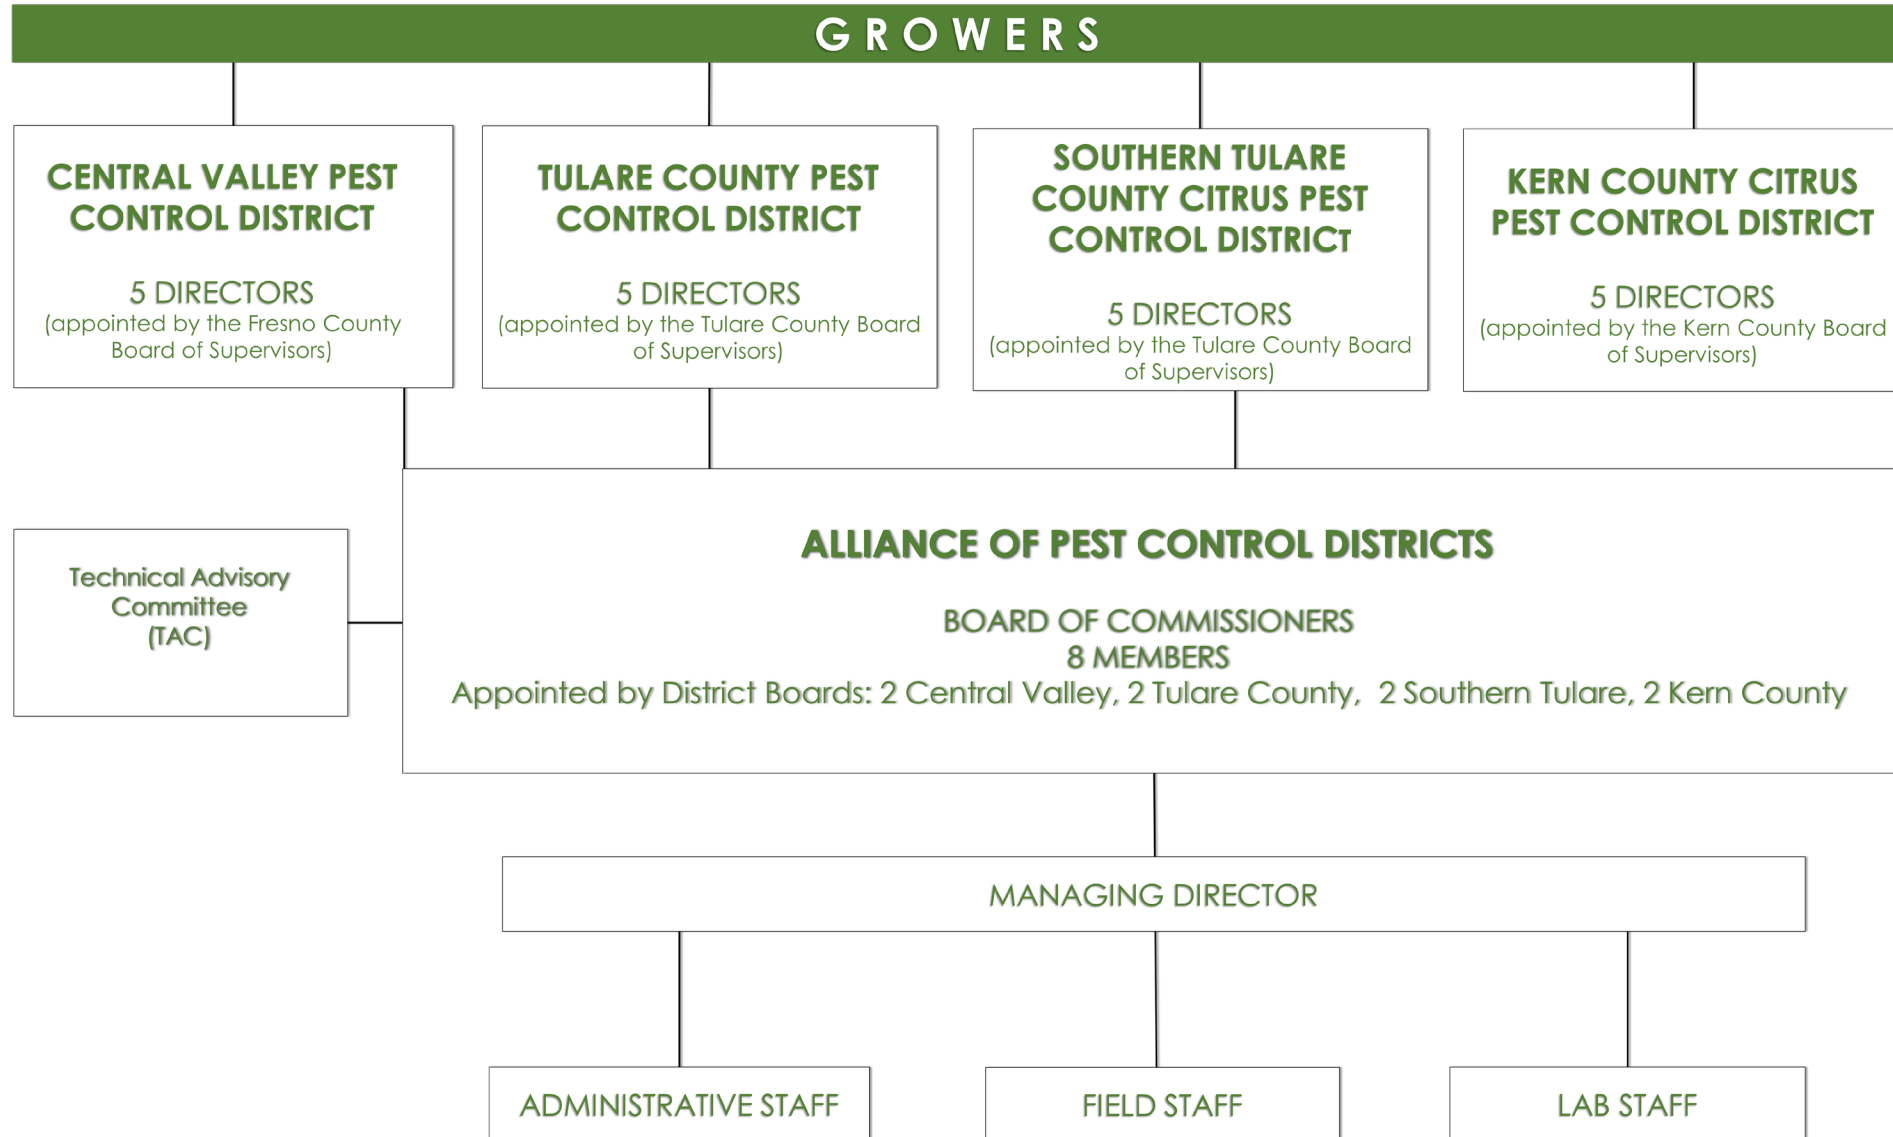 GROWERS
CENTRAL VALLEY PEST
CONTROL DISTRICT
5 DIRECTORS
(appointed by the Fresno County
Board of Supervisors)
TULARE COUNTY PEST
CONTROL DISTRICT
5 DIRECTORS
(appointed by the Tulare County Board
of Supervisors)
SOUTHERN TULARE
COUNTY CITRUS PEST
CONTROL DISTRICT
5 DIRECTORS
(appointed by the Tulare County Board
of Supervisors)
KERN COUNTY CITRUS
PEST CONTROL DISTRICT
5 DIRECTORS
(appointed by the Kern County Board
of Supervisors)
Technical Advisory
Committee
(TAC)
ALLIANCE OF PEST CONTROL DISTRICTS
BOARD OF COMMISSIONERS
8 MEMBERS
Appointed by District Boards: 2 Central Valley, 2 Tulare County,  2 Southern Tulare, 2 Kern County
MANAGING DIRECTOR
ADMINISTRATIVE STAFF
FIELD STAFF
LAB STAFF